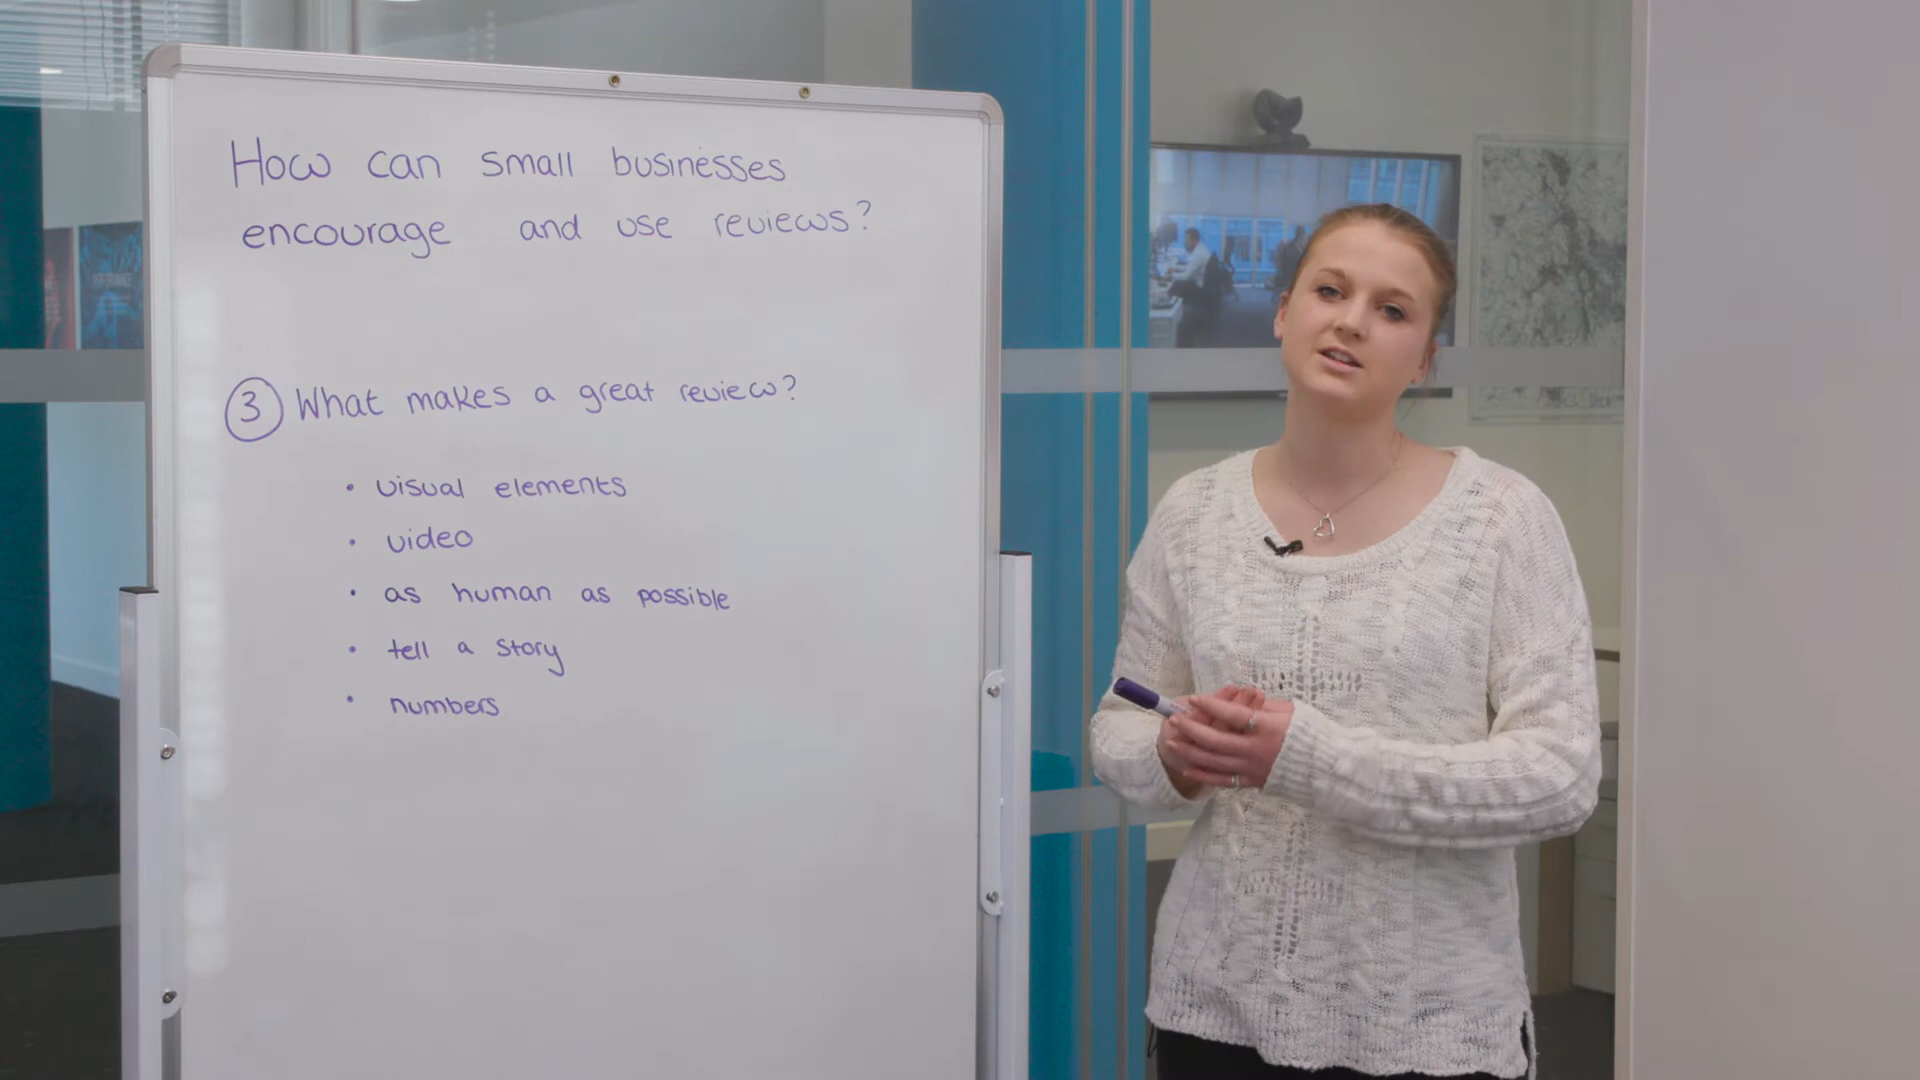 How can small businesses
encourage and use reviews?
3 What makes a great review?
• visual elements
• video
• as human as possible
• tell a story
• numbers